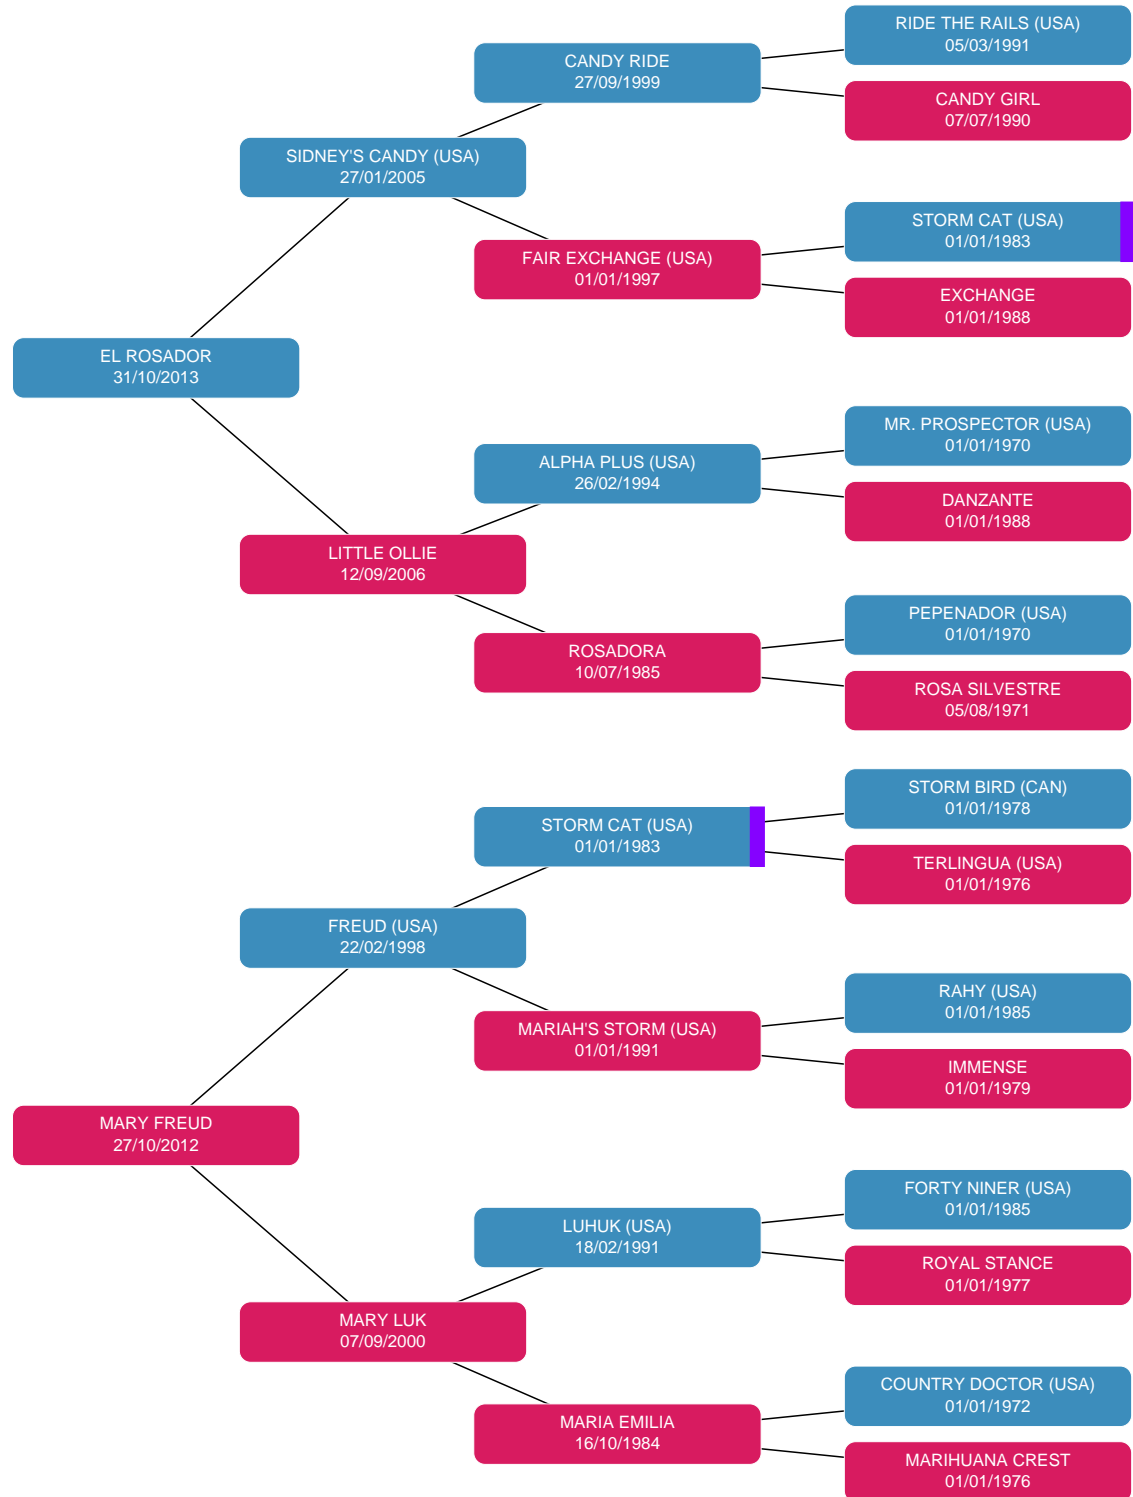 RIDE THE RAILS (USA)
05/03/1991
CANDY RIDE
27/09/1999
CANDY GIRL
07/07/1990
SIDNEY'S CANDY (USA)
27/01/2005
STORM CAT (USA)
01/01/1983
FAIR EXCHANGE (USA)
01/01/1997
EXCHANGE
01/01/1988
EL ROSADOR
31/10/2013
MR. PROSPECTOR (USA)
01/01/1970
ALPHA PLUS (USA)
26/02/1994
DANZANTE
01/01/1988
LITTLE OLLIE
12/09/2006
PEPENADOR (USA)
01/01/1970
ROSADORA
10/07/1985
ROSA SILVESTRE
05/08/1971
STORM BIRD (CAN)
01/01/1978
STORM CAT (USA)
01/01/1983
TERLINGUA (USA)
01/01/1976
FREUD (USA)
22/02/1998
RAHY (USA)
01/01/1985
MARIAH'S STORM (USA)
01/01/1991
IMMENSE
01/01/1979
MARY FREUD
27/10/2012
FORTY NINER (USA)
01/01/1985
LUHUK (USA)
18/02/1991
ROYAL STANCE
01/01/1977
MARY LUK
07/09/2000
COUNTRY DOCTOR (USA)
01/01/1972
MARIA EMILIA
16/10/1984
MARIHUANA CREST
01/01/1976